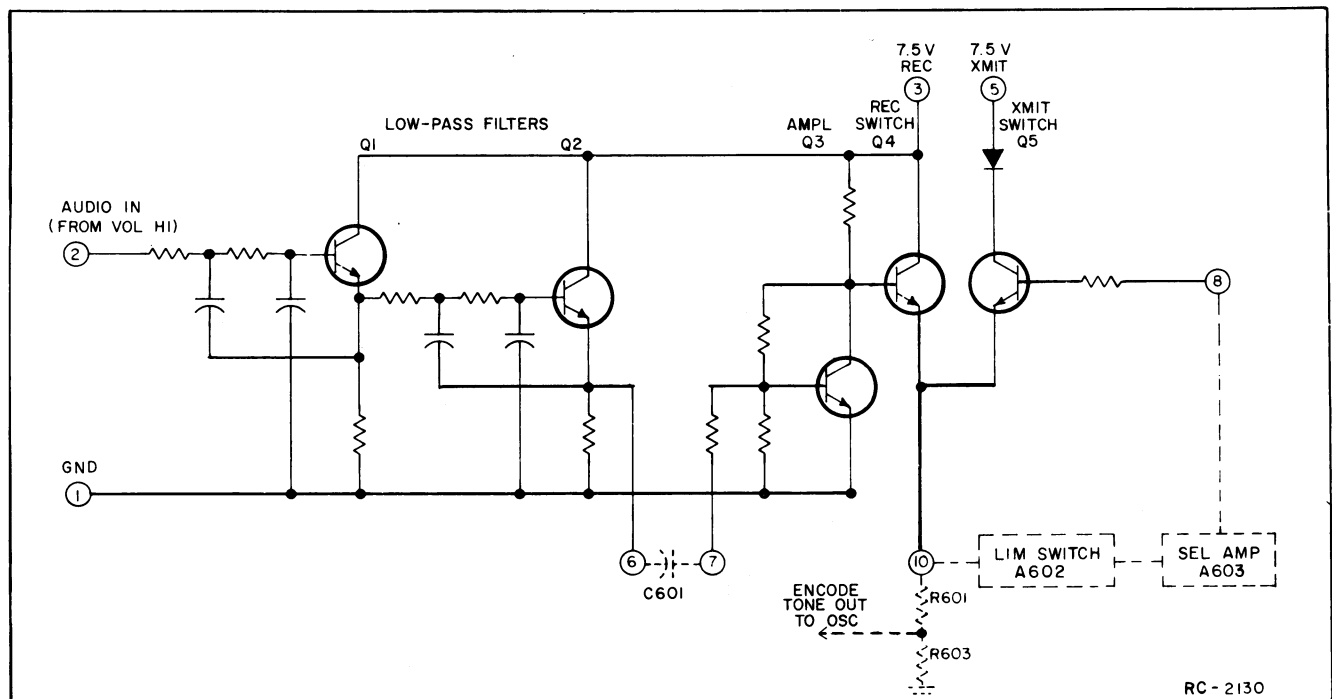 7.5 V
REC
3
7.5 V
XMIT
5
LOW-PASS FILTERS
Q1
Q2
AMPL
Q3
REC
SWITCH
Q4
XMIT
SWITCH
Q5
AUDIO IN
(FROM VOL HI)
2
8
GND
1
6
C601
7
10
LIM SWITCH
A602
SEL AMP
A603
R601
ENCODE
TONE OUT
TO OSC
R603
RC-2130